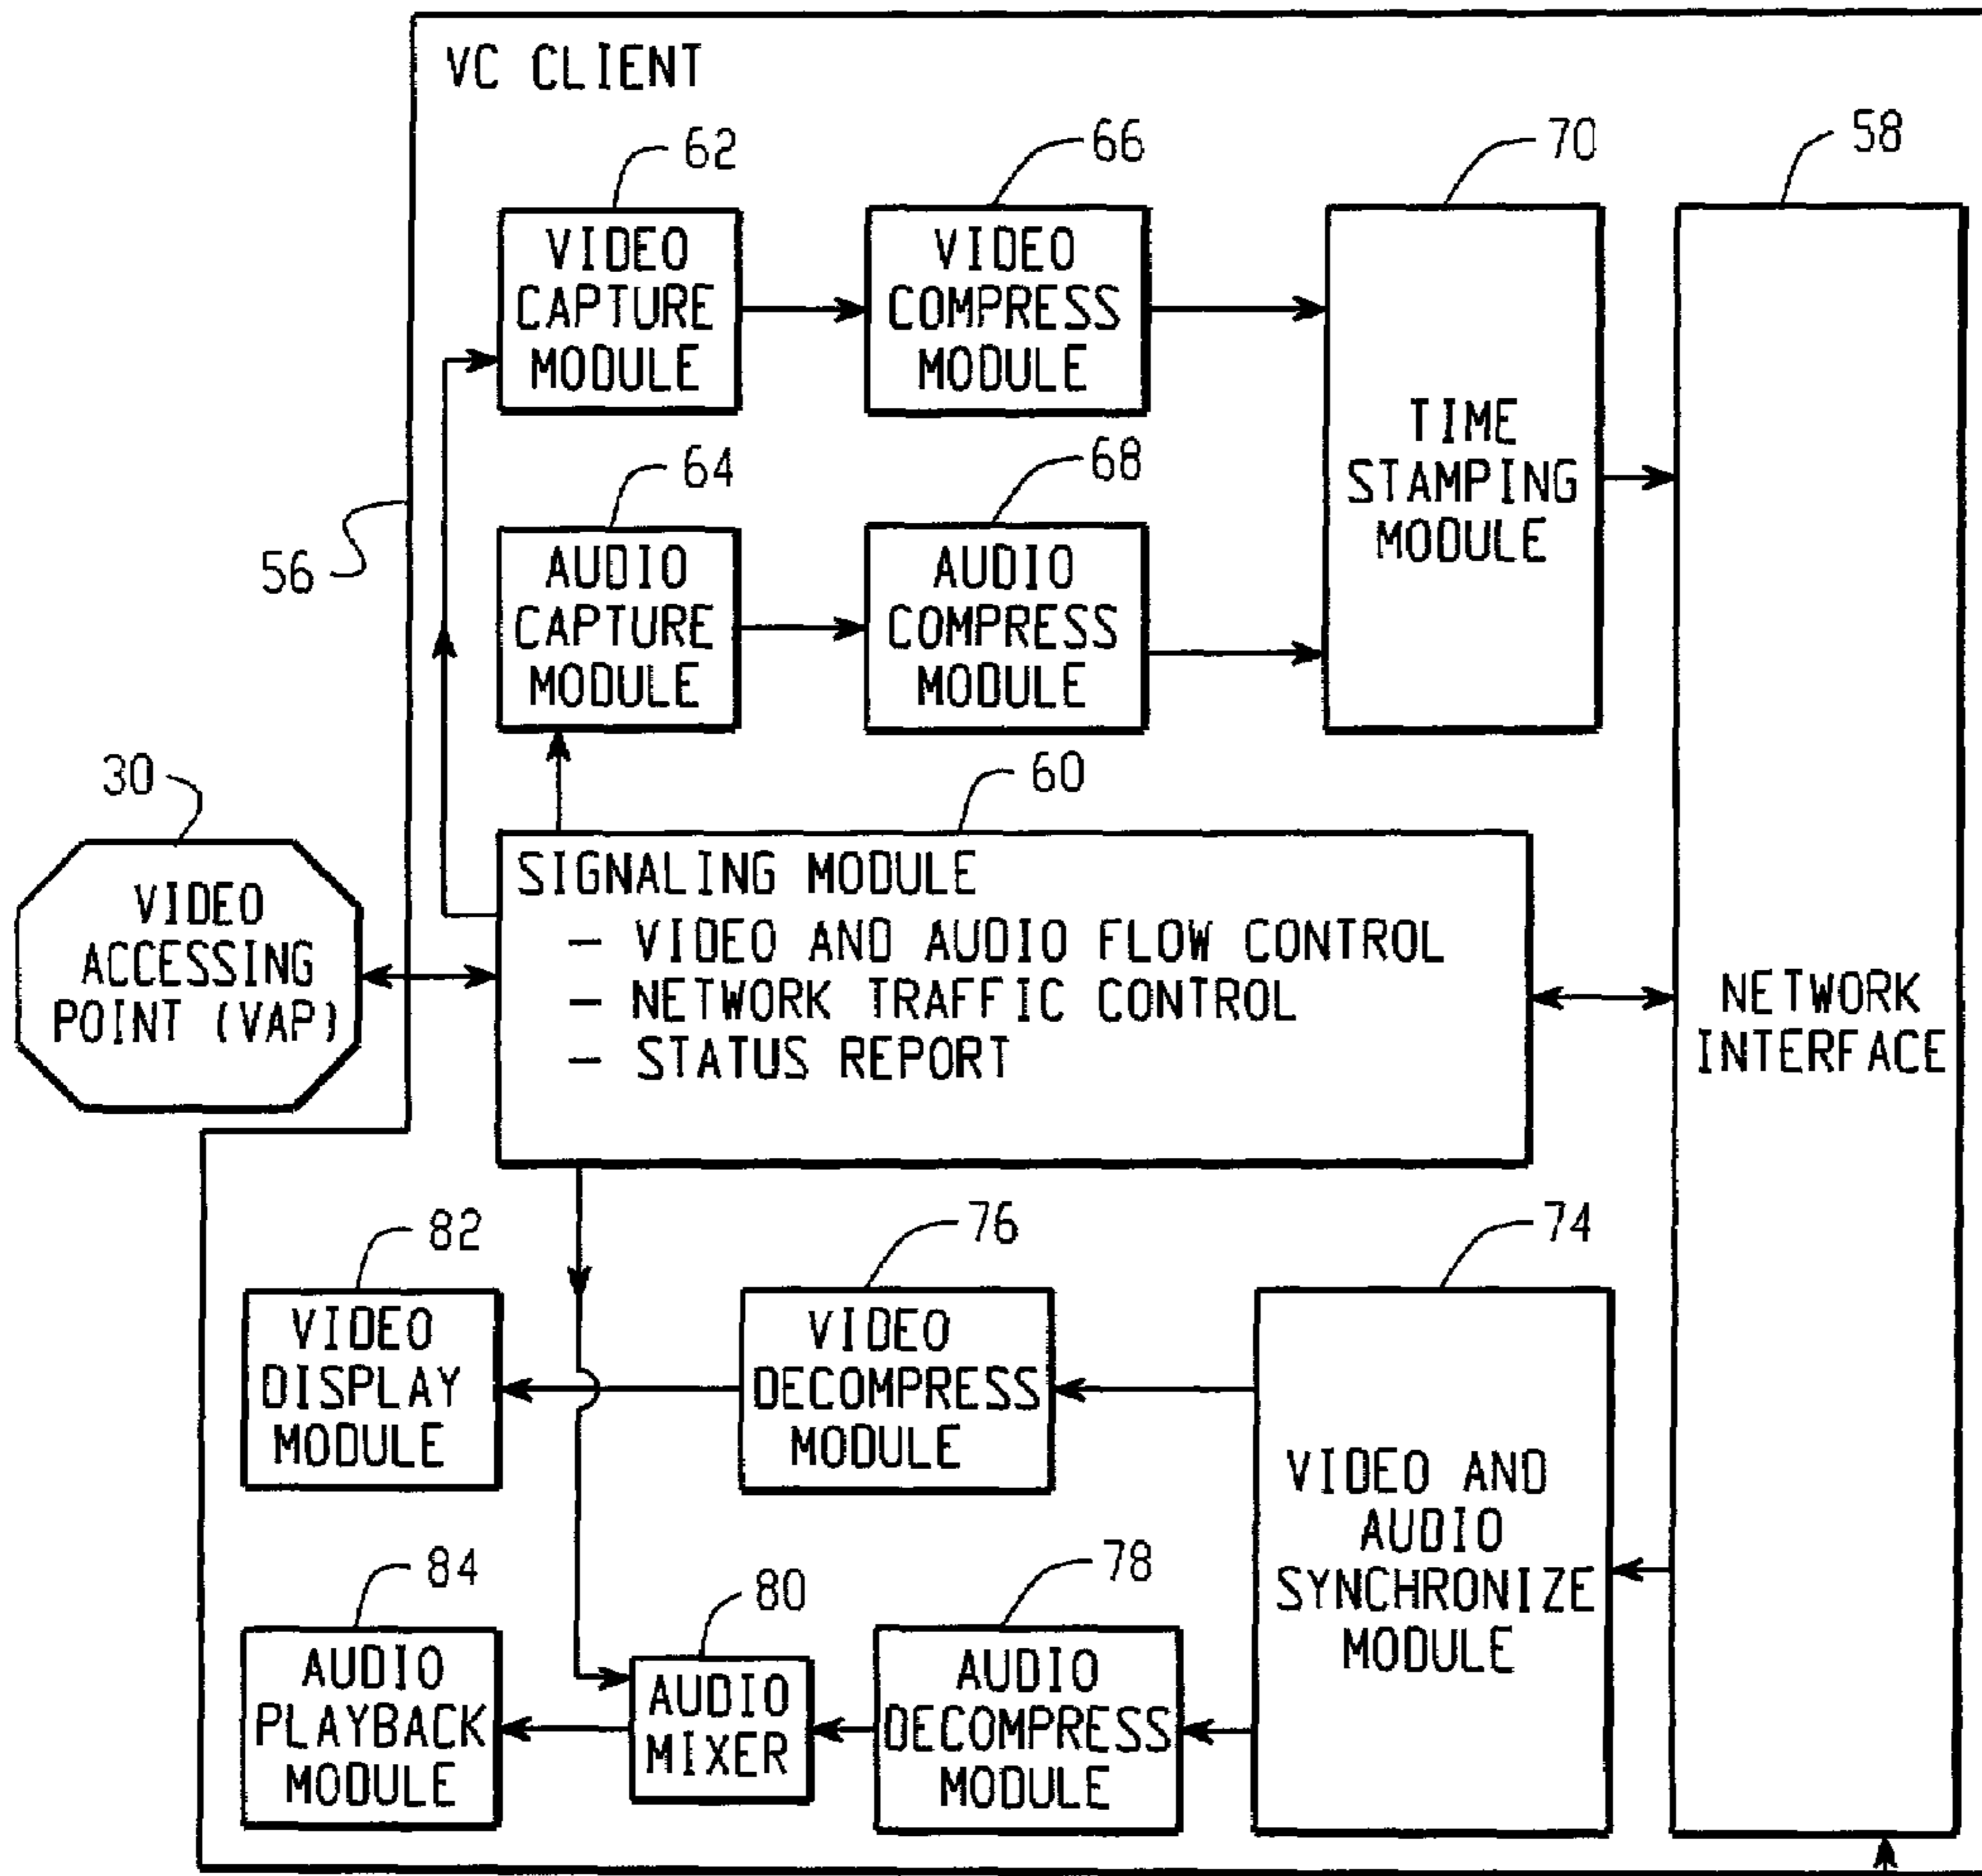 VC CLIENT
62
66
70
58
VIDEO
CAPTURE
MODULE
VIDEO
COMPRESS
MODULE
TIME
STAMPING
MODULE
64
68
56
AUDIO
CAPTURE
MODULE
AUDIO
COMPRESS
MODULE
30
60
VIDEO
ACCESSING
POINT (VAP)
SIGNALING MODULE
— VIDEO AND AUDIO FLOW CONTROL
— NETWORK TRAFFIC CONTROL
— STATUS REPORT
NETWORK
INTERFACE
82
76
74
VIDEO
DISPLAY
MODULE
VIDEO
DECOMPRESS
MODULE
VIDEO AND
AUDIO
SYNCHRONIZE
MODULE
84
80
78
AUDIO
PLAYBACK
MODULE
AUDIO
MIXER
AUDIO
DECOMPRESS
MODULE